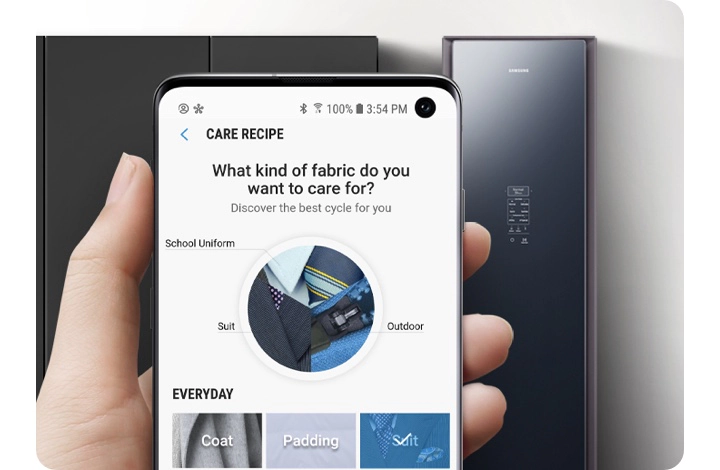 100% 3:54 PM
SAMSUNG
CARE RECIPE
What kind of fabric do you
want to care for?
Discover the best cycle for you
School Uniform
Suit
Outdoor
EVERYDAY
Coat
Padding
Suit